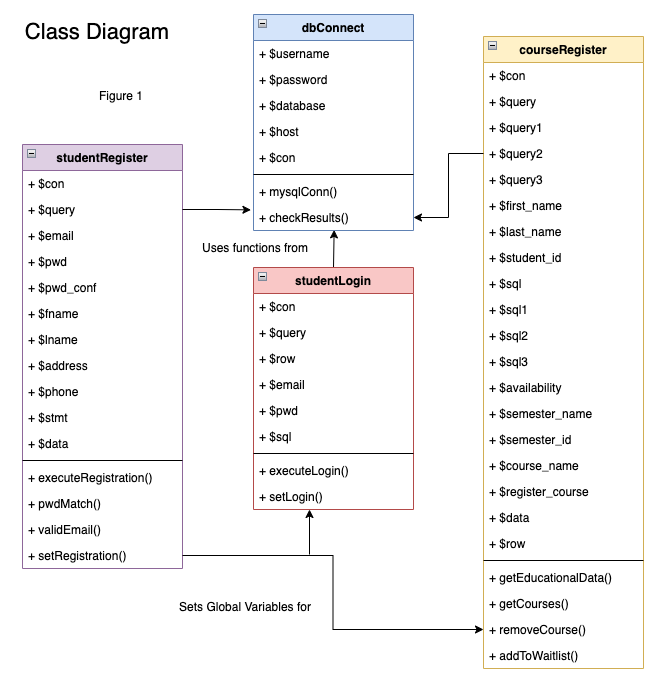 Class Diagram
Figure 1
dbConnect
+ $username
+ $password
+ $database
+ $host
+ $con
+ mysqlConn()
+ checkResults()
studentRegister
+ $con
+ $query
+ $email
+ $pwd
+ $pwd_conf
+ $fname
+ $lname
+ $address
+ $phone
+ $stmt
+ $data
+ executeRegistration()
+ pwdMatch()
+ validEmail()
+ setRegistration()
Uses functions from
studentLogin
+ $con
+ $query
+ $row
+ $email
+ $pwd
+ $sql
+ executeLogin()
+ setLogin()
Sets Global Variables for
courseRegister
+ $con
+ $query
+ $query1
+ $query2
+ $query3
+ $first_name
+ $last_name
+ $student_id
+ $sql
+ $sql1
+ $sql2
+ $sql3
+ $availability
+ $semester_name
+ $semester_id
+ $course_name
+ $register_course
+ $data
+ $row
+ getEducationalData()
+ getCourses()
+ removeCourse()
+ addToWaitlist()